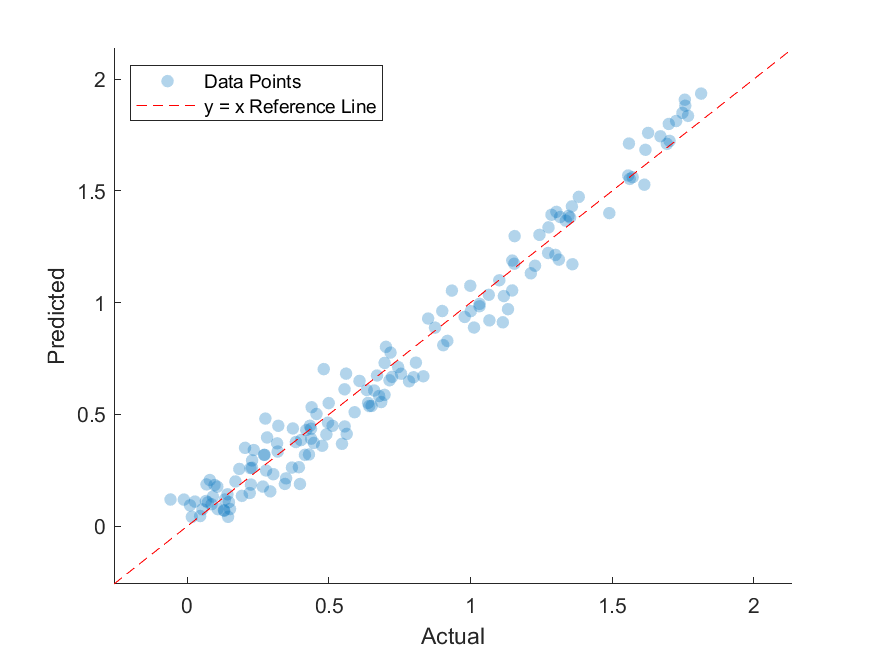 Data Points
y = x Reference Line
2
1.5
1
0.5
0
Predicted
0
0.5
1
1.5
2
Actual